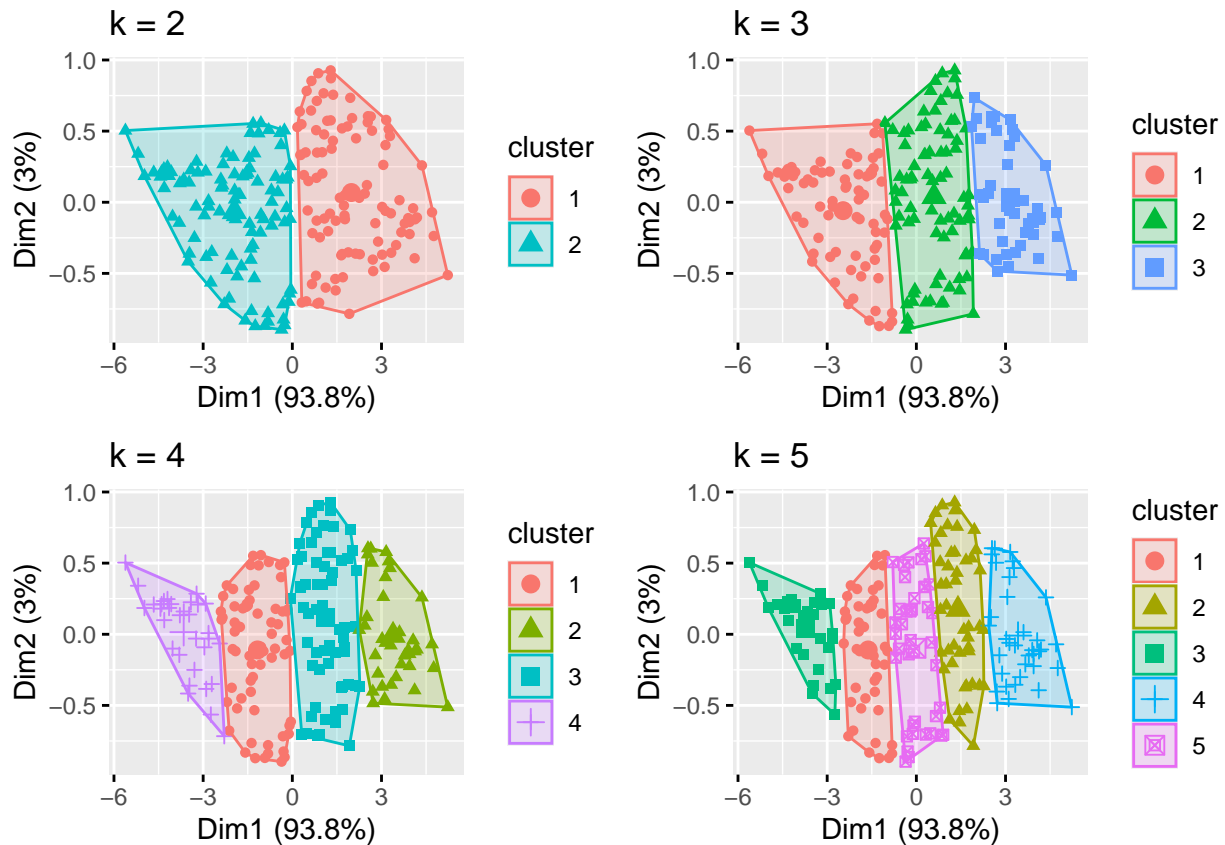 k = 2
1.0
0.5
0.0
−0.5
−6
−3
0
3
Dim2 (3%)
Dim1 (93.8%)
cluster
1
2
k = 3
1.0
0.5
0.0
−0.5
−6
−3
0
3
Dim2 (3%)
Dim1 (93.8%)
cluster
1
2
3
k = 4
1.0
0.5
0.0
−0.5
−6
−3
0
3
Dim2 (3%)
Dim1 (93.8%)
cluster
1
2
3
4
k = 5
1.0
0.5
0.0
−0.5
−6
−3
0
3
Dim2 (3%)
Dim1 (93.8%)
cluster
1
2
3
4
5